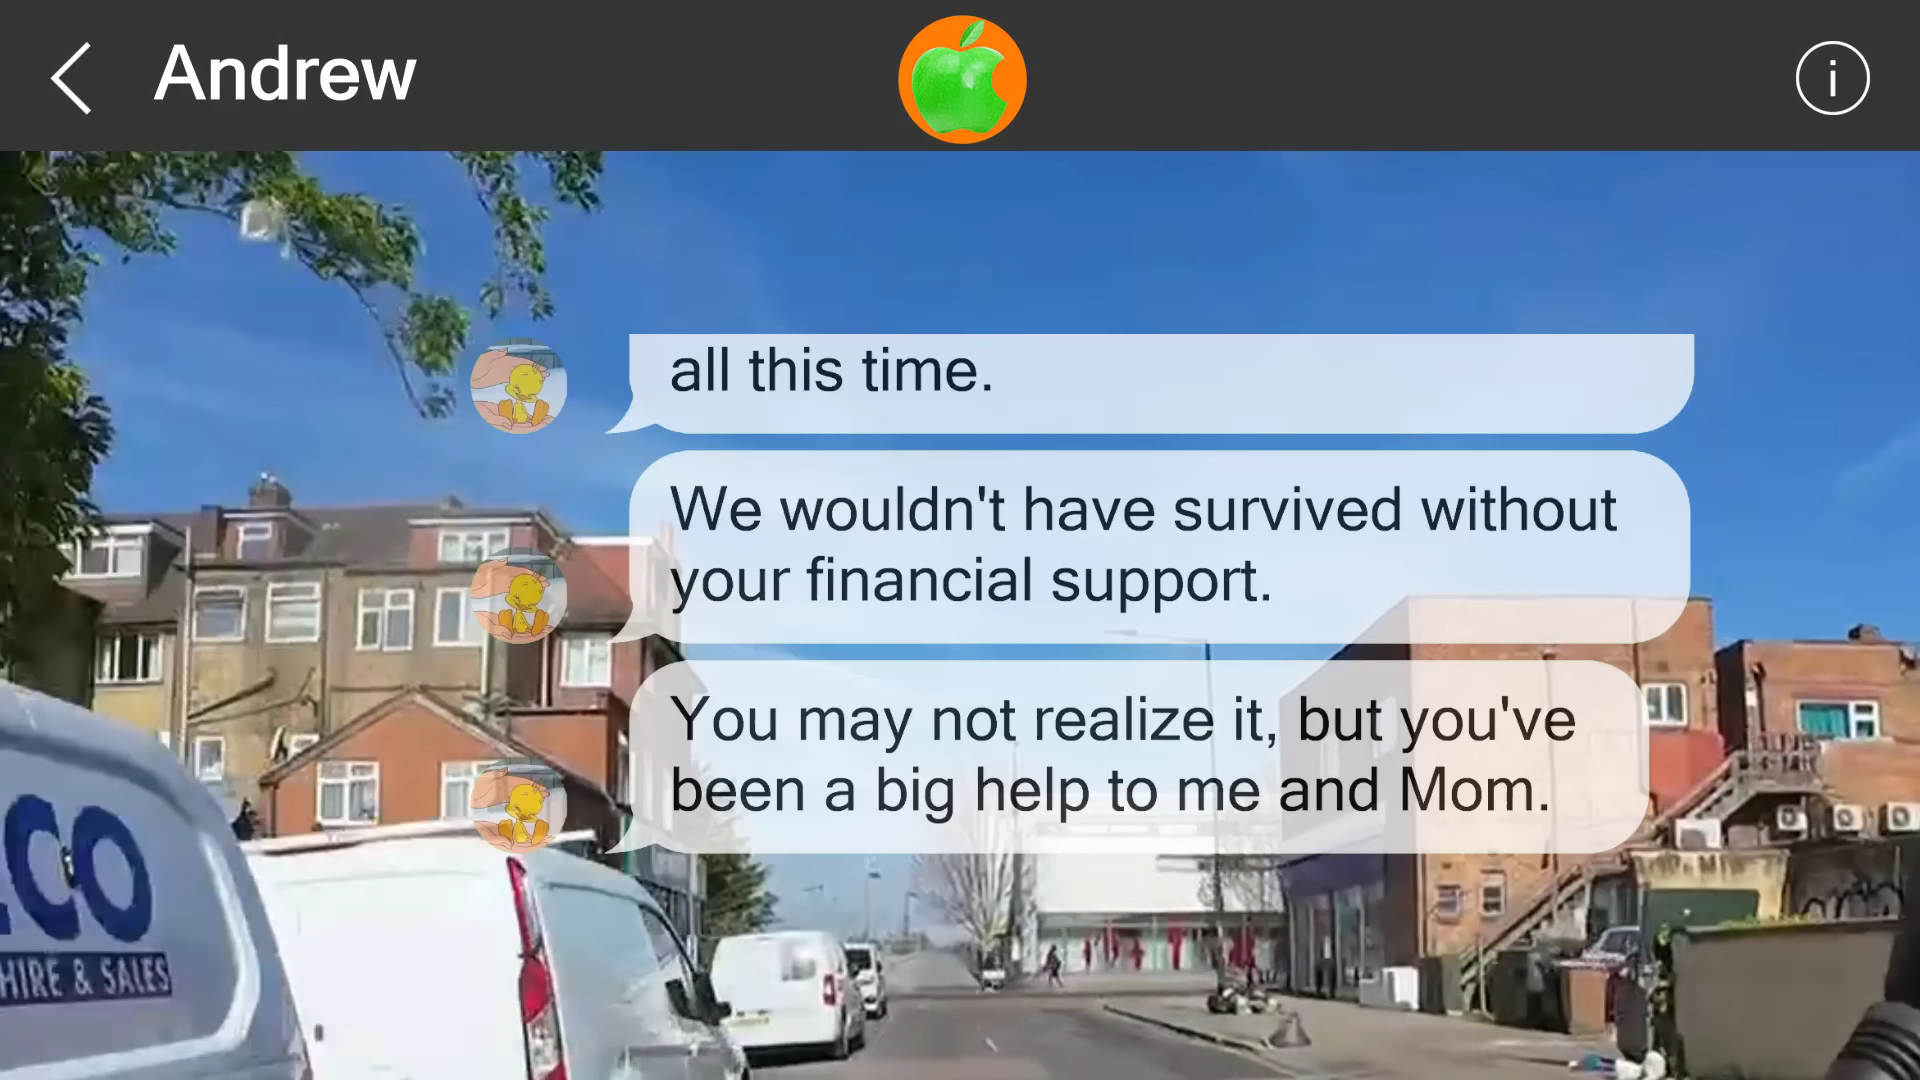 Andrew
i
all this time.
We wouldn't have survived without
your financial support.
You may not realize it, but you've
been a big help to me and Mom.
CO
HIRE & SALES